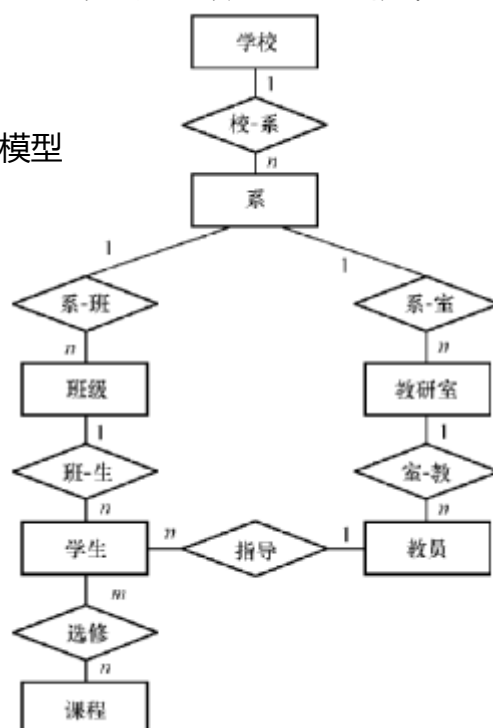 学校
1
校-系
模型
n
系
1 1
系-班 系-室
n n
班级 教研室
1 1
班-生 室-教
n n
学生 n 指导 1 教员
m
选修
n
课程